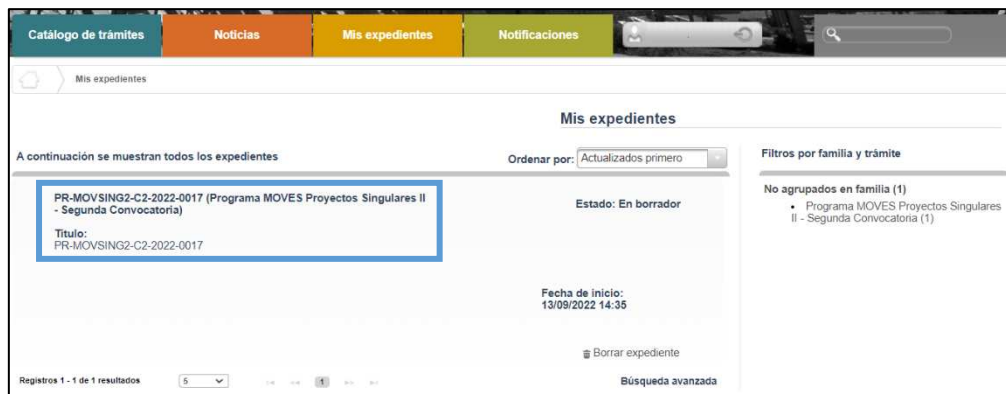 Catálogo de trámites
Noticias
Mis expedientes
Notificaciones
Mis expedientes
Mis expedientes
A continuación se muestran todos los expedientes
Ordenar por: Actualizados primero
Filtros por familia y trámite
PR-MOVSING2-C2-2022-0017 (Programa MOVES Proyectos Singulares II
- Segunda Convocatoria)
Estado: En borrador
Título:
PR-MOVSING2-C2-2022-0017
No agrupados en familia (1)
• Programa MOVES Proyectos Singulares
II - Segunda Convocatoria (1)
Fecha de inicio:
13/09/2022 14:35
Borrar expediente
Registros 1 - 1 de 1 resultados
5
1
Búsqueda avanzada